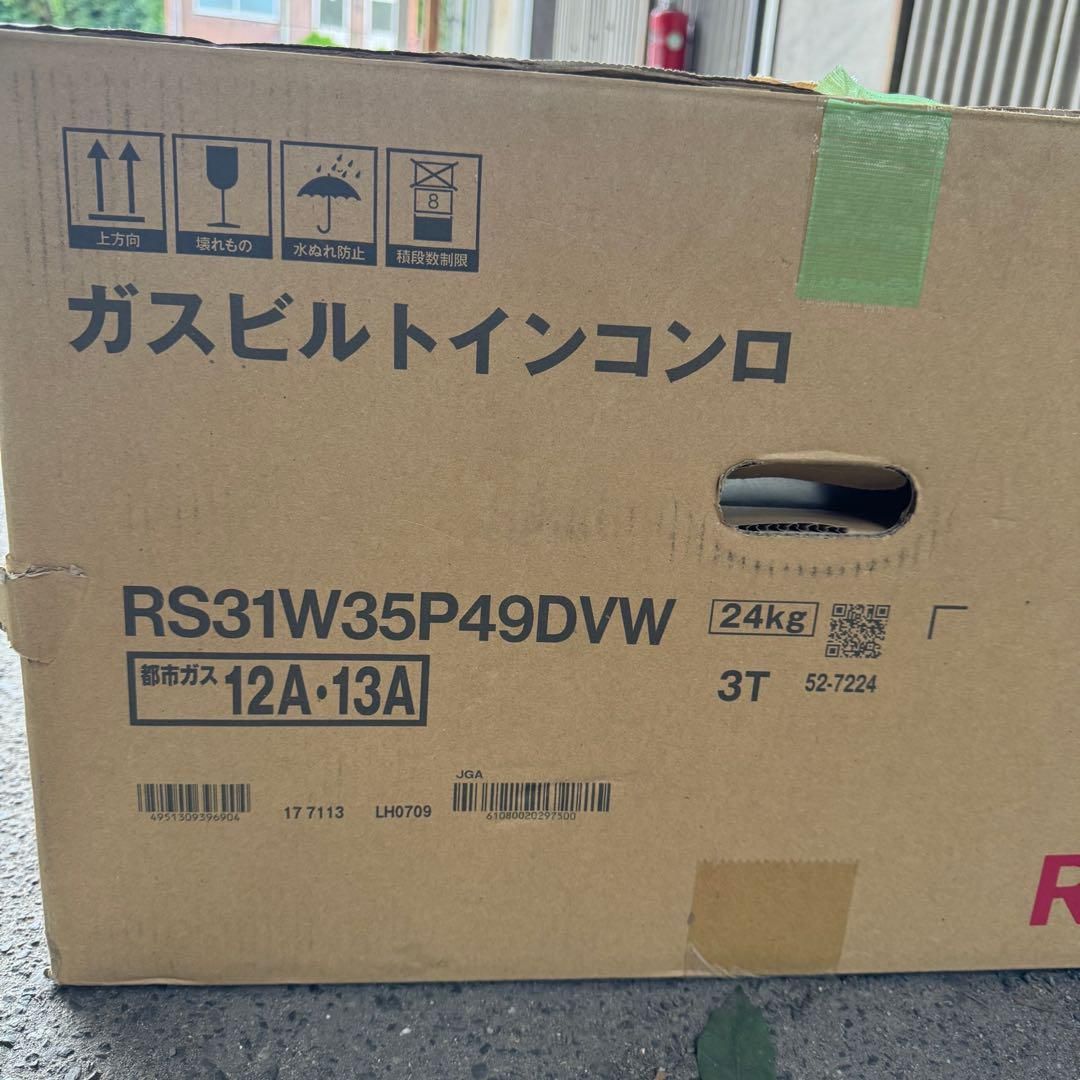 上方向
壊れもの
水ぬれ防止
8
積段数制限
ガスビルトインコンロ
RS31W35P49DVW
24kg
都市ガス 12A・13A
3T
52-7224
JGA
4951309396904
17 7113
LH0709
61080020297500
R